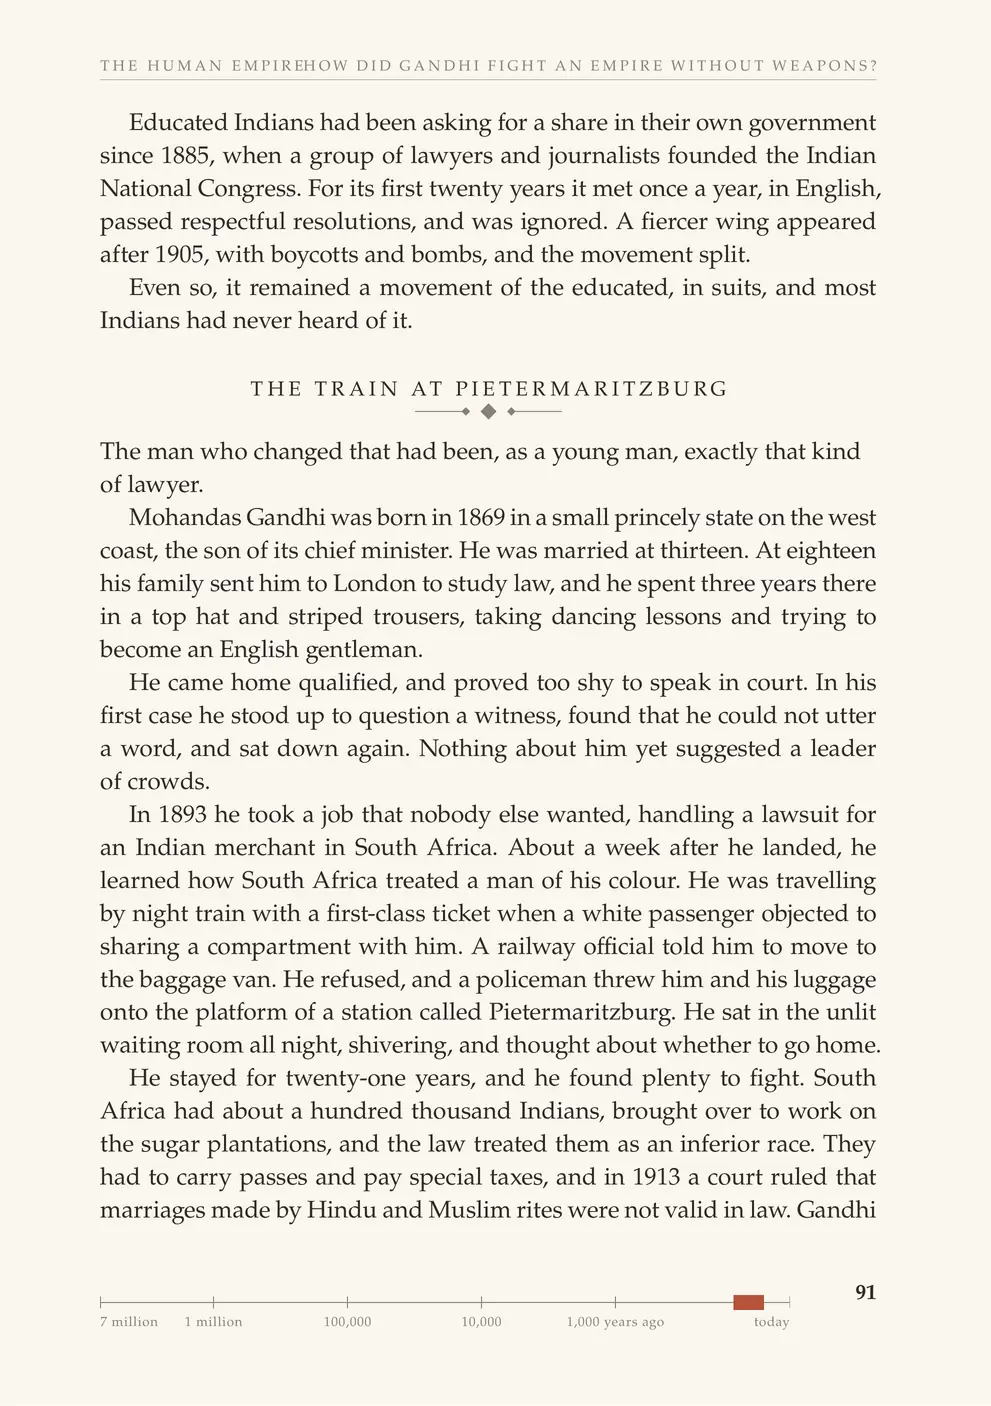 THE HUMAN EMPIREHOW DID GANDHI FIGHT AN EMPIRE WITHOUT WEAPONS?
Educated Indians had been asking for a share in their own government
since 1885, when a group of lawyers and journalists founded the Indian
National Congress. For its first twenty years it met once a year, in English,
passed respectful resolutions, and was ignored. A fiercer wing appeared
after 1905, with boycotts and bombs, and the movement split.
Even so, it remained a movement of the educated, in suits, and most
Indians had never heard of it.
THE TRAIN AT PIETERMARITZBURG
The man who changed that had been, as a young man, exactly that kind
of lawyer.
Mohandas Gandhi was born in 1869 in a small princely state on the west
coast, the son of its chief minister. He was married at thirteen. At eighteen
his family sent him to London to study law, and he spent three years there
in a top hat and striped trousers, taking dancing lessons and trying to
become an English gentleman.
He came home qualified, and proved too shy to speak in court. In his
first case he stood up to question a witness, found that he could not utter
a word, and sat down again. Nothing about him yet suggested a leader
of crowds.
In 1893 he took a job that nobody else wanted, handling a lawsuit for
an Indian merchant in South Africa. About a week after he landed, he
learned how South Africa treated a man of his colour. He was travelling
by night train with a first-class ticket when a white passenger objected to
sharing a compartment with him. A railway official told him to move to
the baggage van. He refused, and a policeman threw him and his luggage
onto the platform of a station called Pietermaritzburg. He sat in the unlit
waiting room all night, shivering, and thought about whether to go home.
He stayed for twenty-one years, and he found plenty to fight. South
Africa had about a hundred thousand Indians, brought over to work on
the sugar plantations, and the law treated them as an inferior race. They
had to carry passes and pay special taxes, and in 1913 a court ruled that
marriages made by Hindu and Muslim rites were not valid in law. Gandhi
91
7 million 1 million 100,000 10,000 1,000 years ago today